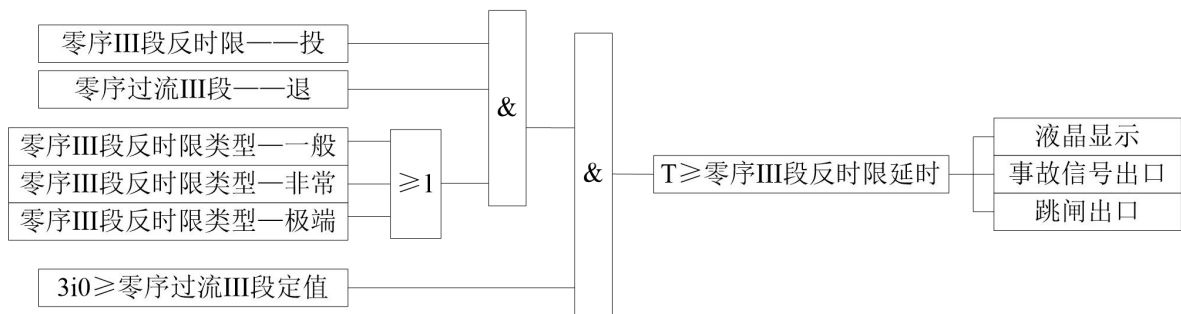 零序III段反时限——投
零序过流III段——退
&
零序III段反时限类型—一般
零序III段反时限类型—非常
零序III段反时限类型—极端
≥1
3i0≥零序过流III段定值
&
T≥零序III段反时限延时
液晶显示
事故信号出口
跳闸出口